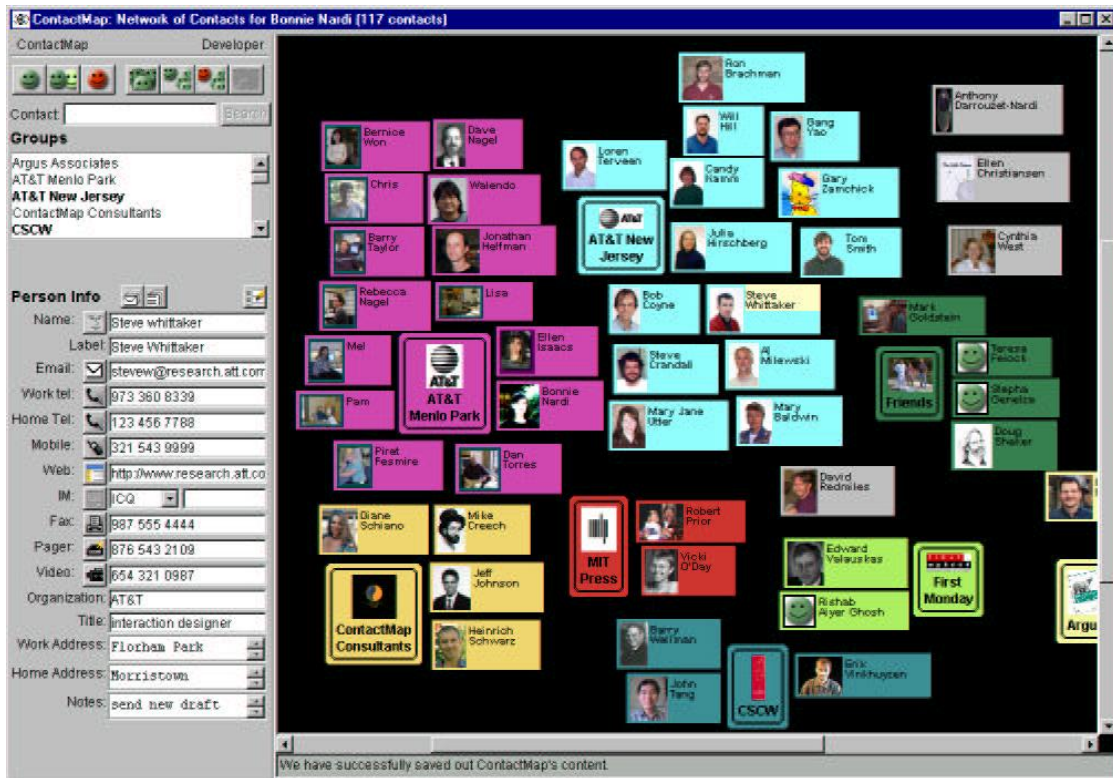 ContactMap: Network of Contacts for Bonnie Nardi [117 contacts]
ContactMap Developer
Contact: Search
Groups
Argus Associates
AT&T Menlo Park
AT&T New Jersey
ContactMap Consultants
CSCW
Person Info
Name: Steve whittaker
Label: Steve Whittaker
Email: stevew@research.att.com
Work tel: 973 360 8339
Home Tel: 123 456 7788
Mobile: 321 543 9999
Web: http://www.research.att.co
IM: ICQ
Fax: 987 555 4444
Pager: 876 543 2109
Video: 654 321 0987
Organization: AT&T
Title: interaction designer
Work Address: Florham Park
Home Address: Morristown
Notes: send new draft
Bernice
Won
Dave
Nagel
Chris
Walendo
Barry
Taylor
Jonathan
Helfman
Rebecca
Nagel
Lisa
Mel
Ellen
Isaacs
Pam
AT&T
AT&T
Menlo Park
Bonnie
Nardi
Piret
Fesmire
Dan
Torres
Ron
Brachman
Will
Hill
Bang
Yao
Loren
Terveen
Candy
Namm
Gary
Zamchick
AT&T
AT&T New
Jersey
Julia
Hirschberg
Tom
Smith
Bob
Coyne
Steve
Whittaker
Steve
Crandall
Al
Milewski
Mary Jane
Utter
Mary
Baldwin
Anthony
Darrouzet-Nardi
Ellen
Christiansen
Cynthia
West
Mark
Goldstein
Friends
Tereza
Stepha
Doug
Shaker
David
Redmiles
Diane
Schiano
Mike
Creech
Jeff
Johnson
ContactMap
Consultants
Heinrich
Schwarz
MIT
Press
Robert
Prior
Vicki
O'Day
Edward
Valauskas
Rishab
Aiyer Ghosh
First
Monday
Argu
Barry
Wellman
John
Tang
CSCW
Erik
Vinkhuyzen
We have successfully saved out ContactMap's content.